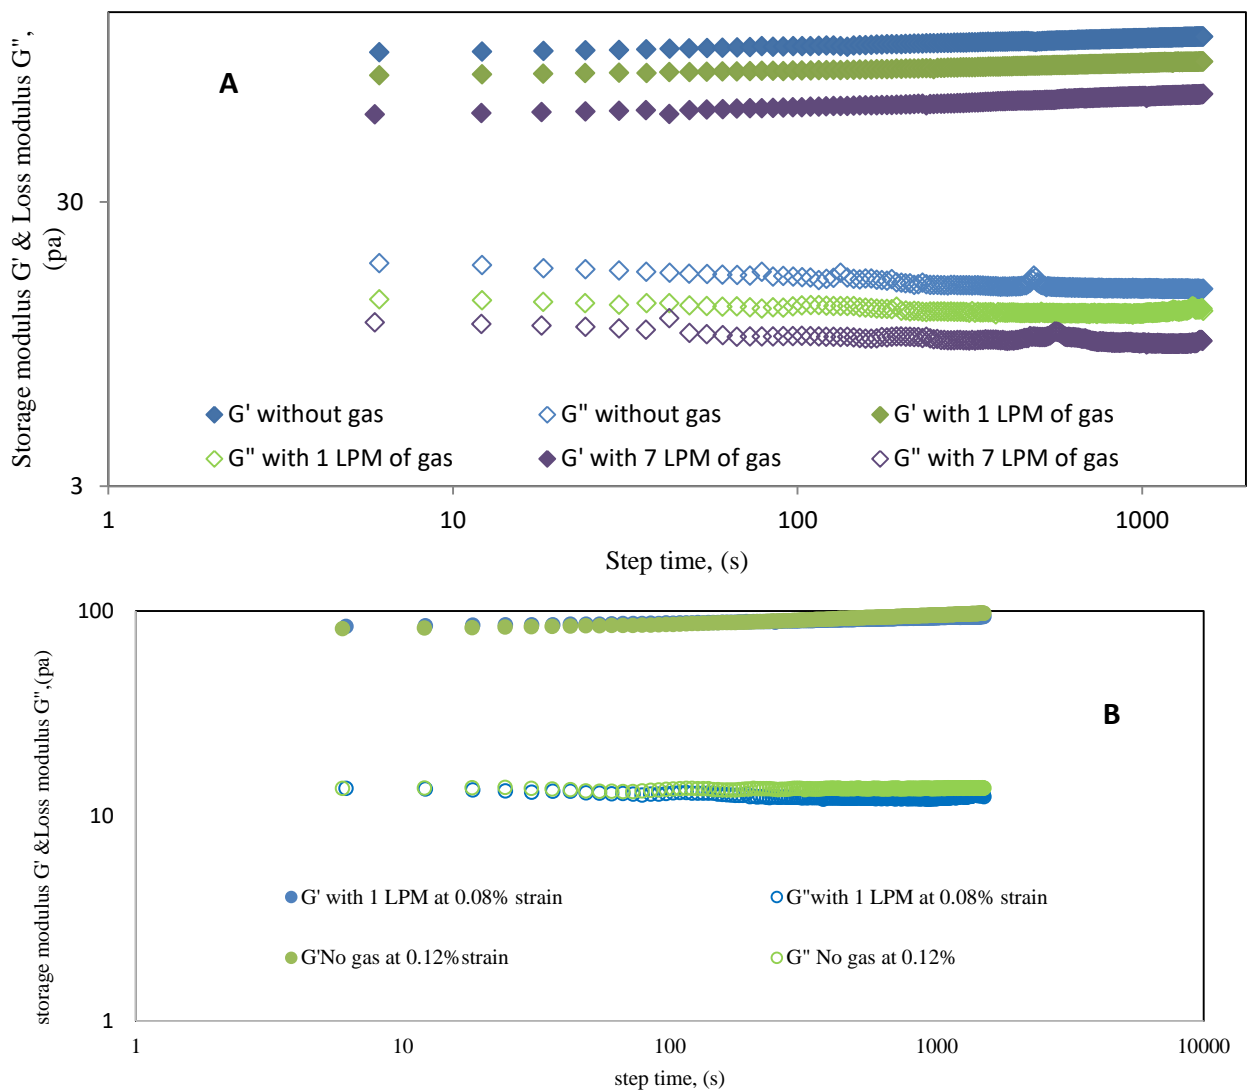 Storage modulus G' & Loss modulus G",
(pa)
A
30
3
G' without gas
G" without gas
G' with 1 LPM of gas
G" with 1 LPM of gas
G' with 7 LPM of gas
G" with 7 LPM of gas
1
10
100
1000
Step time, (s)
storage modulus G' &Loss modulus G",(pa)
100
B
10
G' with 1 LPM at 0.08% strain
G"with 1 LPM at 0.08% strain
G'No gas at 0.12%strain
G" No gas at 0.12%
1
1
10
100
1000
10000
step time, (s)